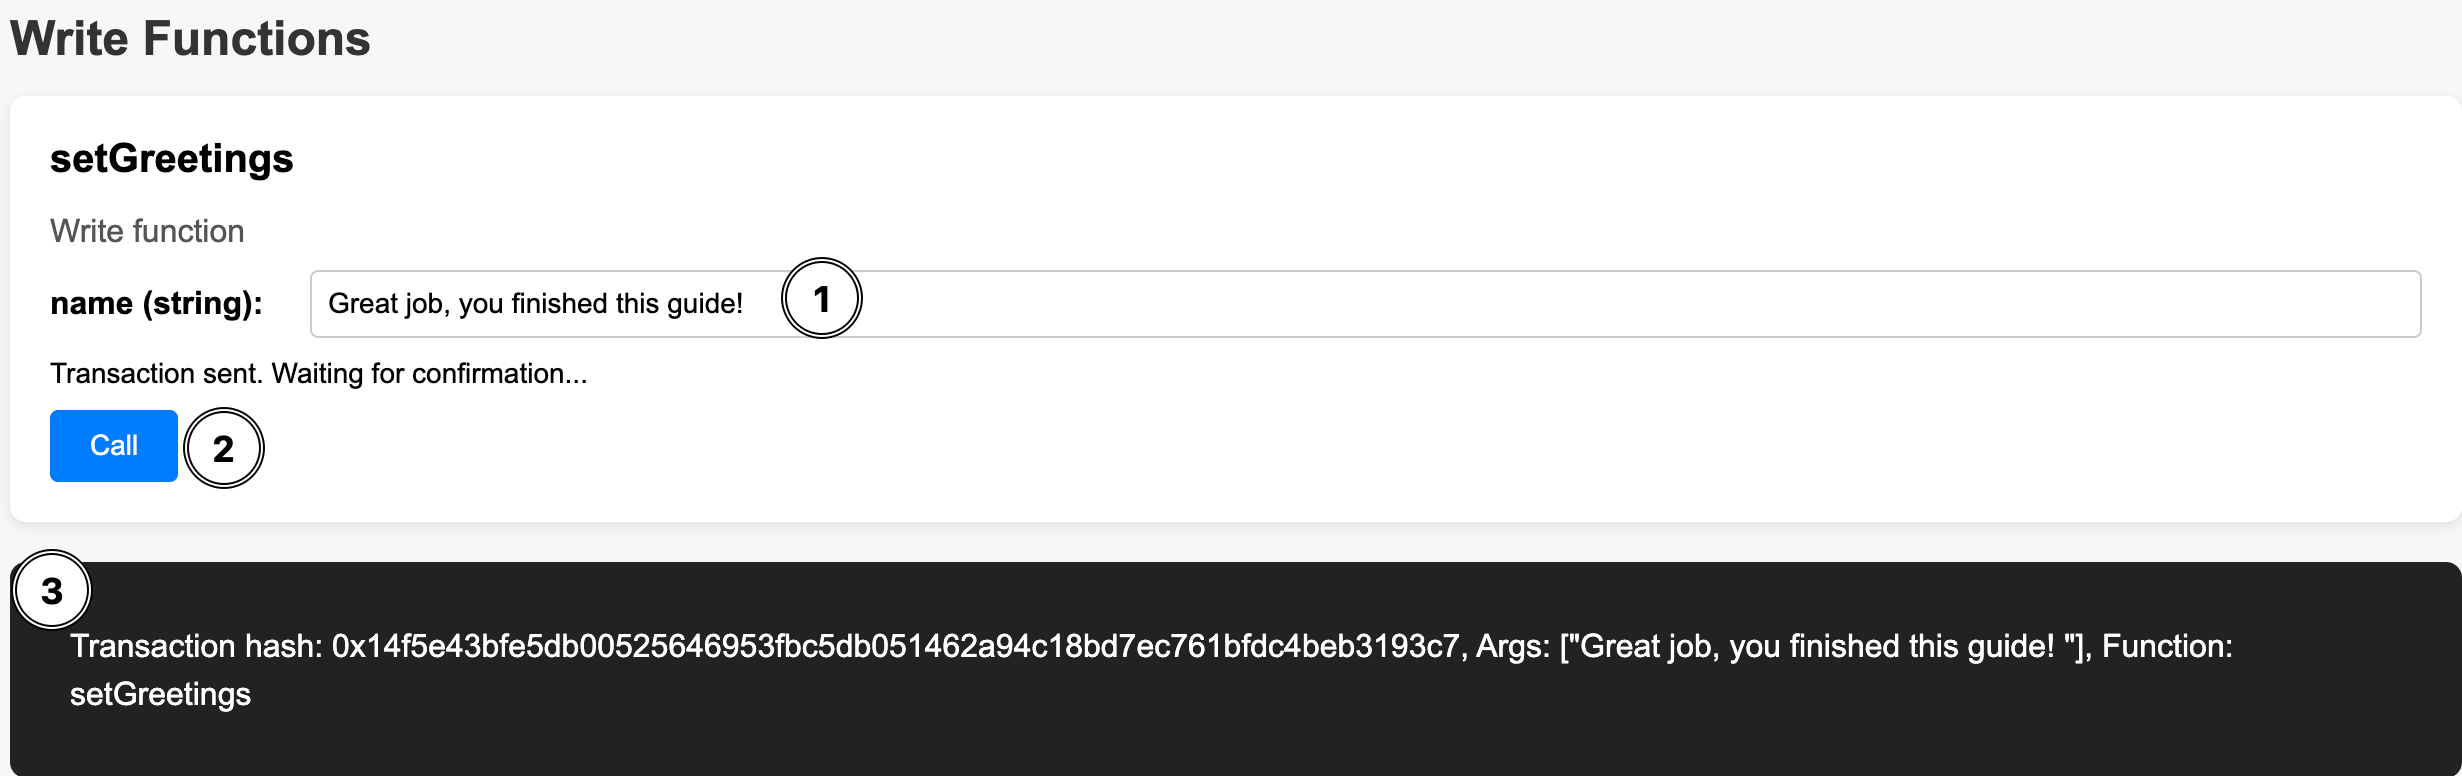 Write Functions
setGreetings
Write function
name (string): Great job, you finished this guide! 1
Transaction sent. Waiting for confirmation...
Call 2
3
Transaction hash: 0x14f5e43bfe5db00525646953fbc5db051462a94c18bd7ec761bfdc4beb3193c7, Args: ["Great job, you finished this guide! "], Function:
setGreetings